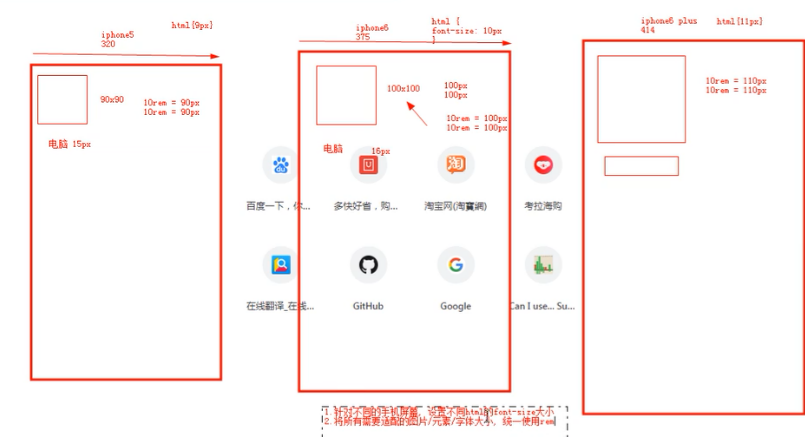 iphone5
320
html{9px}
90x90
10rem = 90px
10rem = 90px
电脑 15px
iphone6
375
html {
font-size: 10px
}
100x100
100px
100px
10rem = 100px
10rem = 100px
电脑
16px
iphone6 plus
414
html{11px}
10rem = 110px
10rem = 110px
百度一下，你...
多快好省，购...
淘宝网(淘寶網)
考拉海购
在线翻译_在线...
GitHub
Google
Can I use... Su...
1.针对不同的手机屏幕，设置不同html的font-size大小
2.将所有需要适配的图片/元素/字体大小，统一使用rem